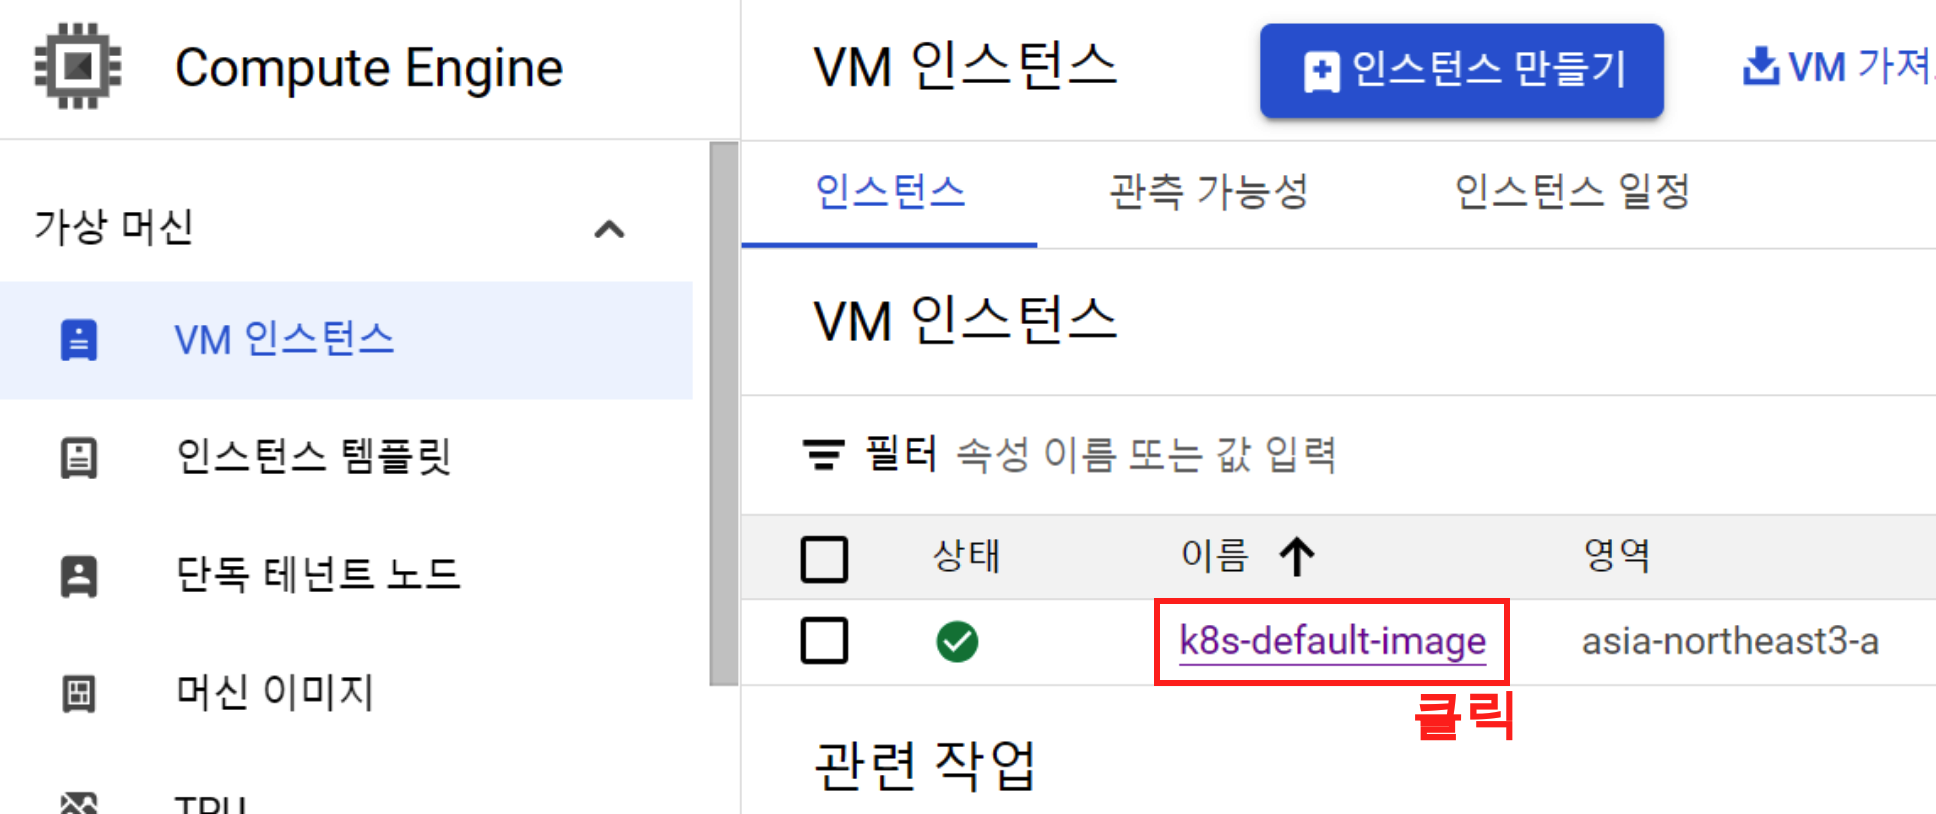 Compute Engine
VM 인스턴스
인스턴스 만들기
VM 가져
가상 머신
VM 인스턴스
인스턴스 템플릿
단독 테넌트 노드
머신 이미지
TPU
인스턴스
관측 가능성
인스턴스 일정
VM 인스턴스
필터 속성 이름 또는 값 입력
상태 이름 영역
k8s-default-image asia-northeast3-a
클릭
관련 작업